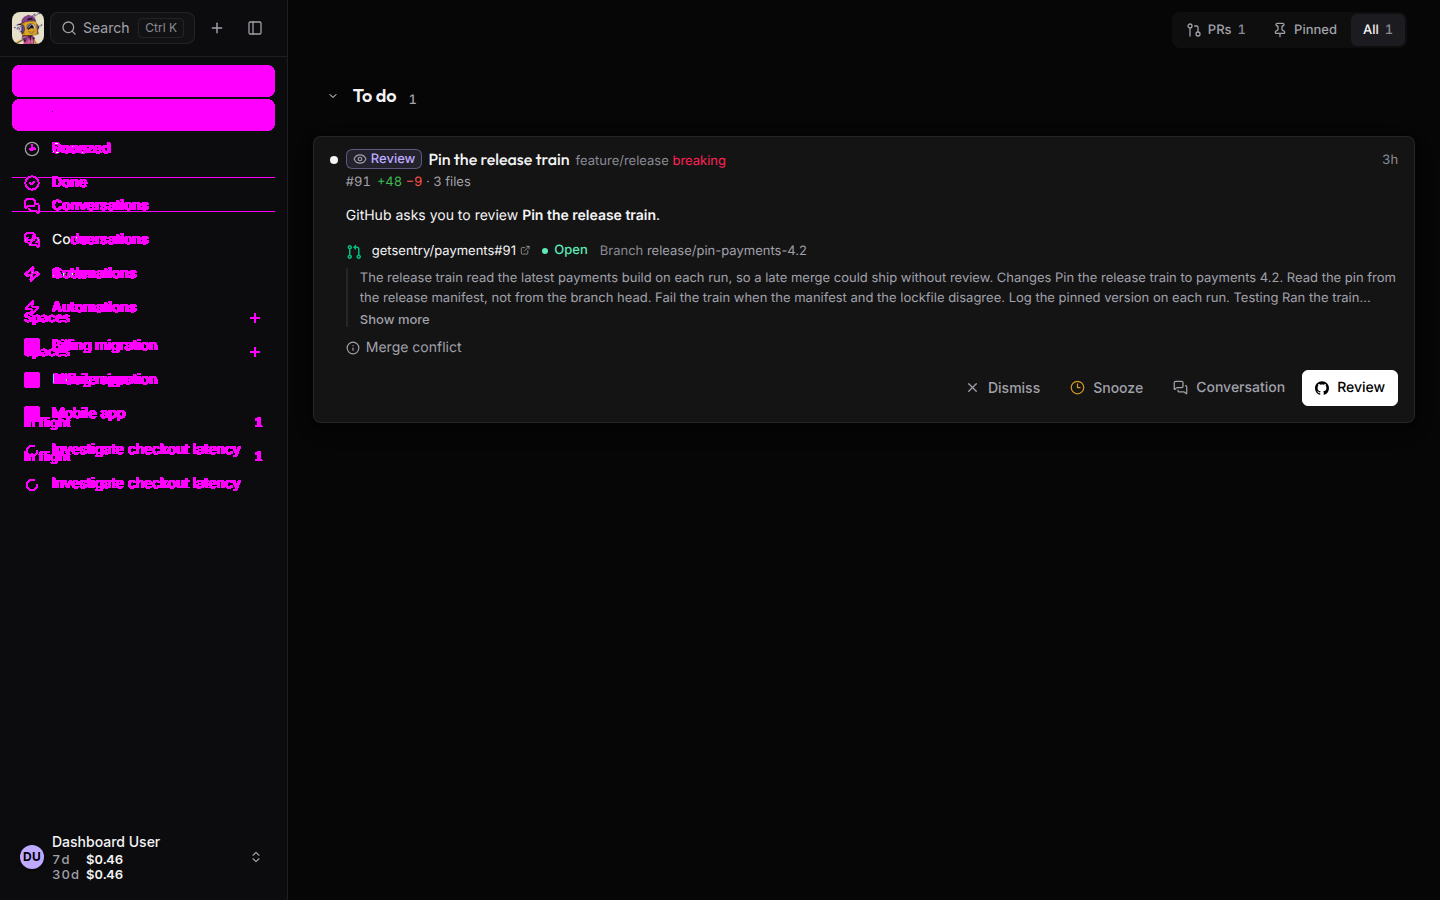 Search Ctrl K
PRs 1 Pinned All 1
To do 1
Done
Conversations
Automations
Spaces
Billing migration
Mobile app
In flight 1
Investigate checkout latency
Review Pin the release train feature/release breaking 3h
#91 +48 −9 · 3 files
GitHub asks you to review Pin the release train.
getsentry/payments#91 Open Branch release/pin-payments-4.2
The release train read the latest payments build on each run, so a late merge could ship without review. Changes Pin the release train to payments 4.2. Read the pin from
the release manifest, not from the branch head. Fail the train when the manifest and the lockfile disagree. Log the pinned version on each run. Testing Ran the train...
Show more
Merge conflict
Dismiss Snooze Conversation Review
DU Dashboard User
7d $0.46
30d $0.46